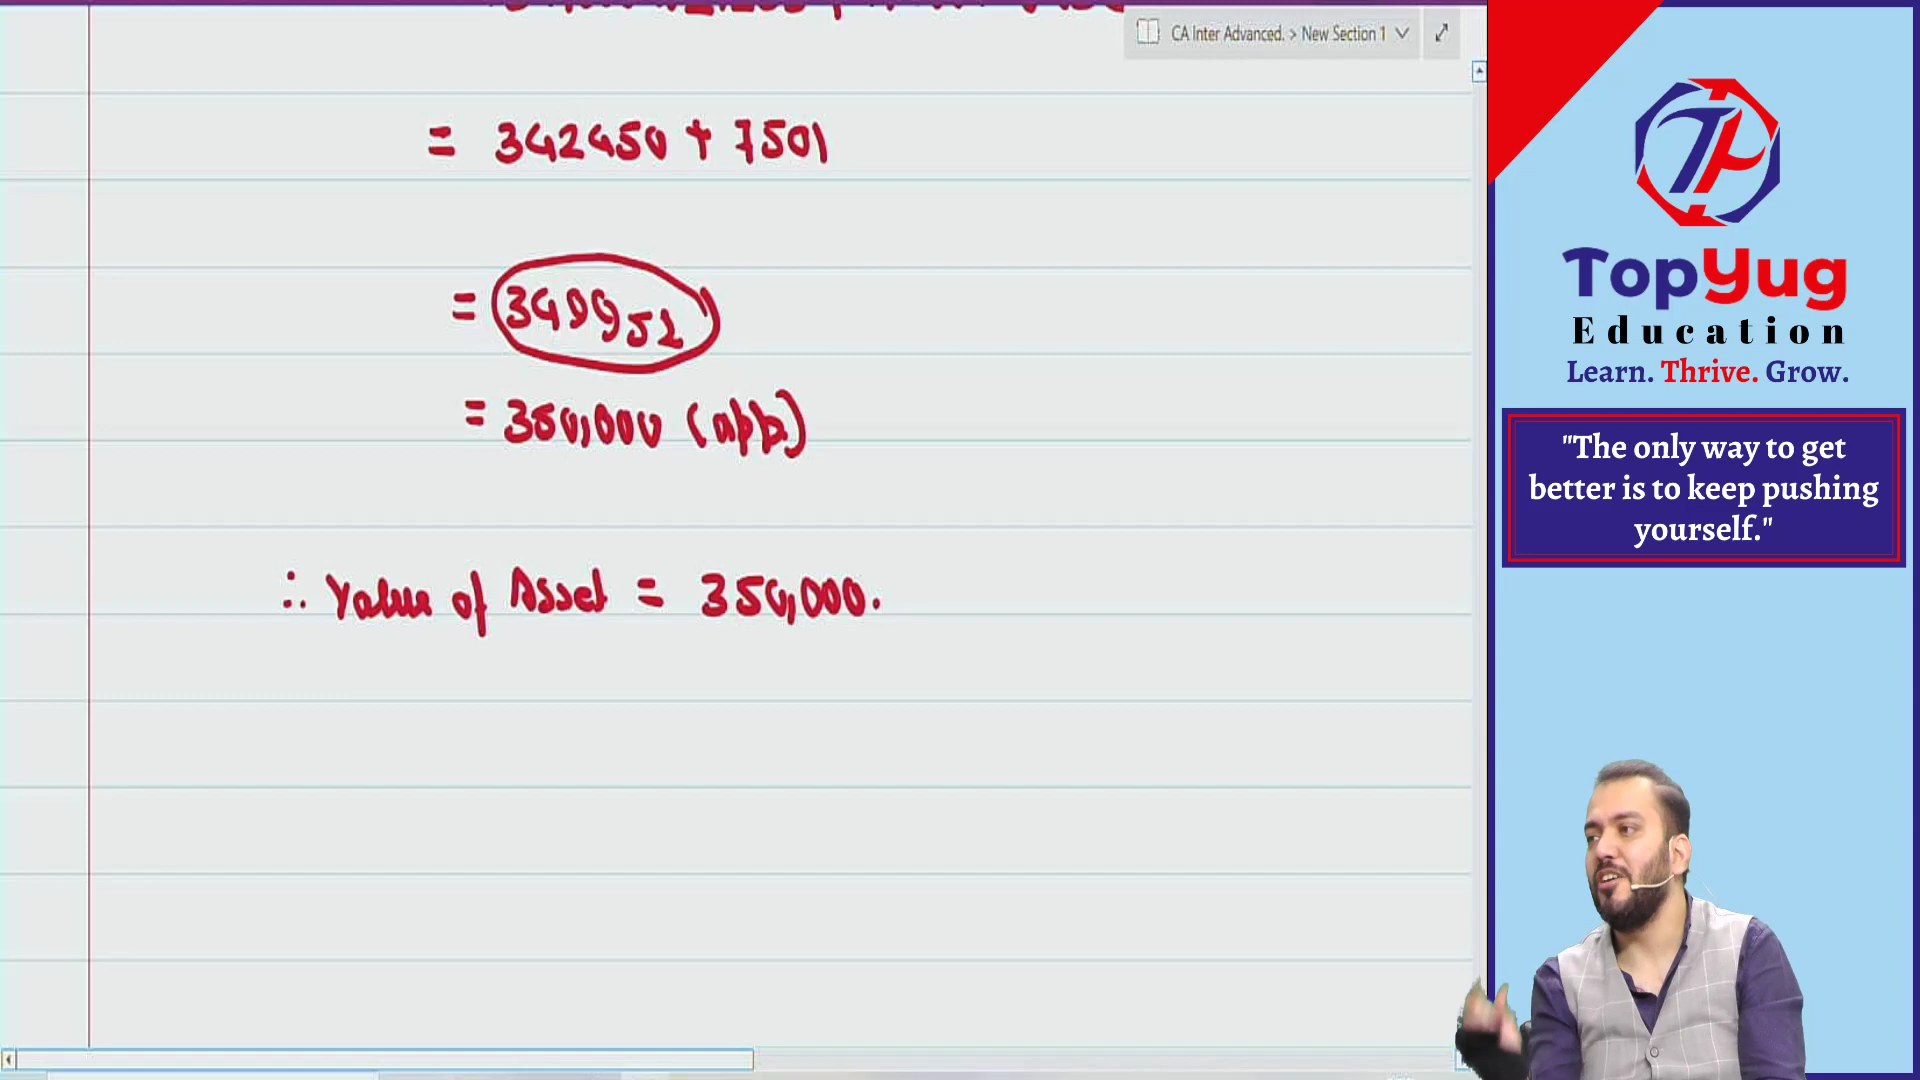 CA Inter Advanced. > New Section 1
= 342450 + 7501
= 349952
= 350,000 (app)
∴ Value of Asset = 350,000.
TopYug
Education
Learn. Thrive. Grow.
"The only way to get
better is to keep pushing
yourself."